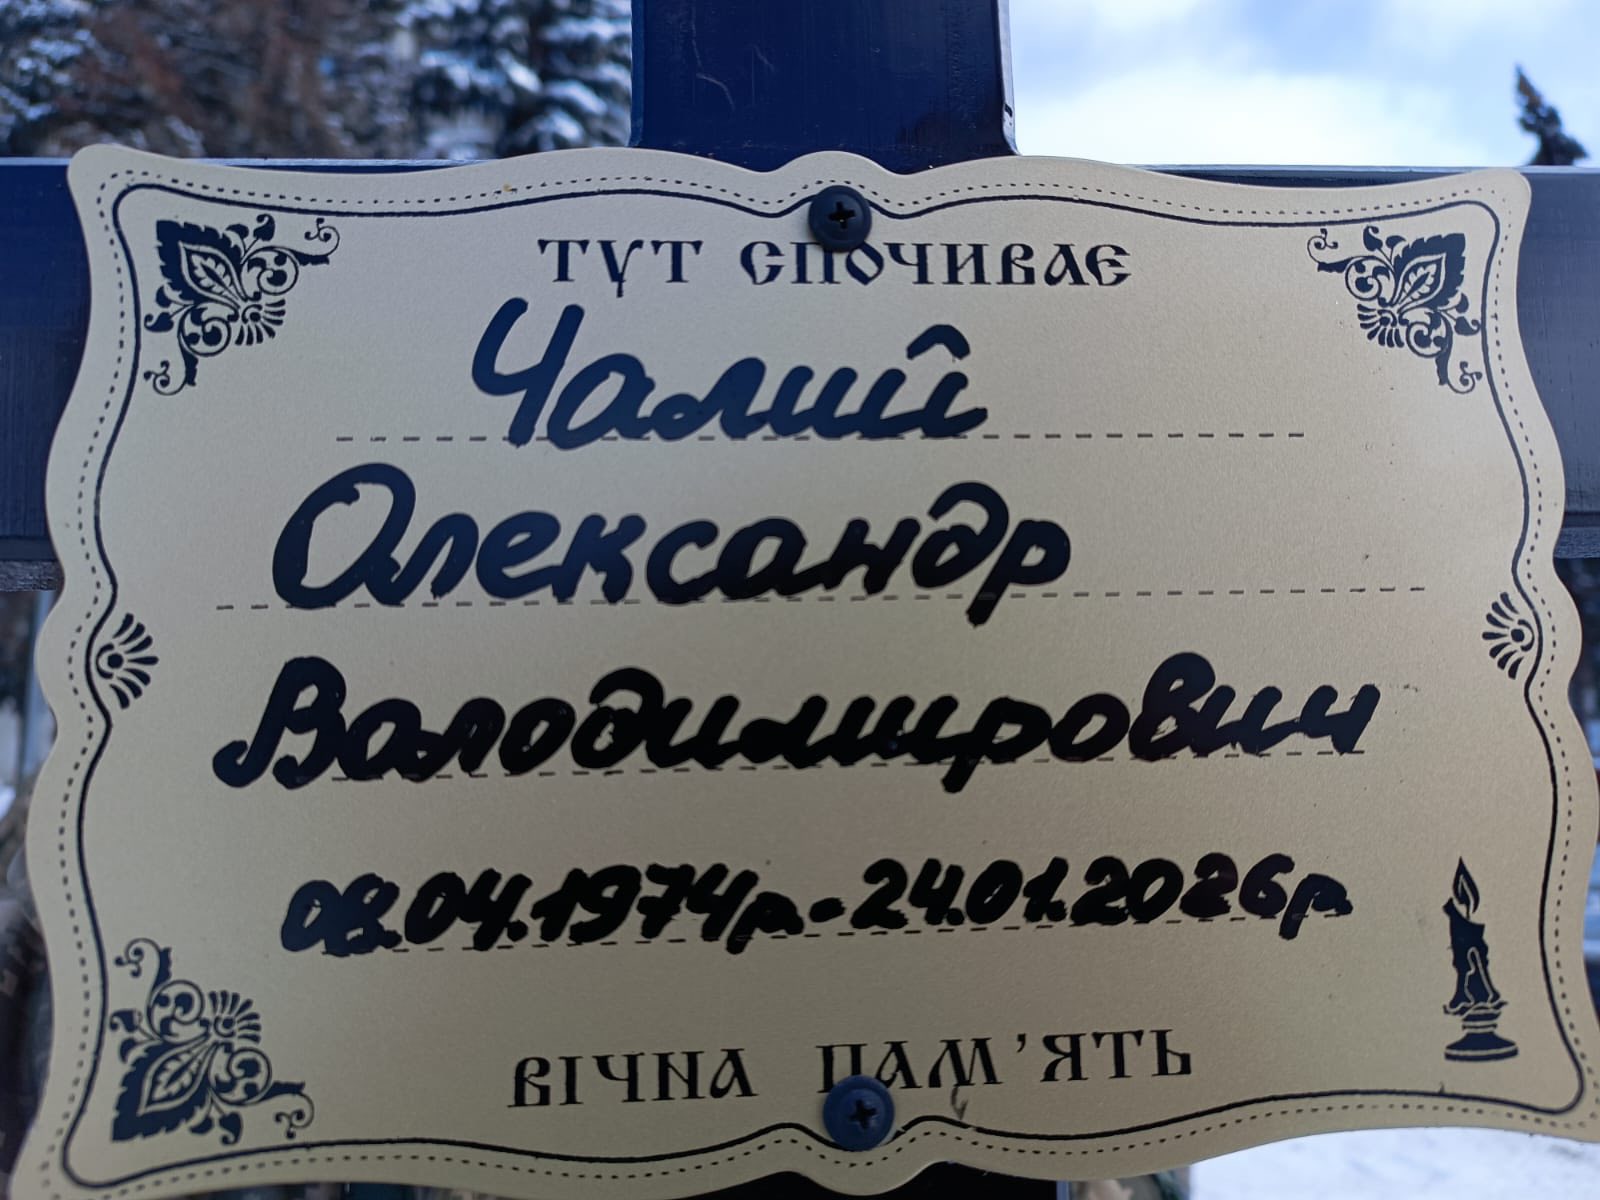 ТУТ СПОЧИВАЄ
Чалий
Олександр
Володимирович
08.04.1974р.-24.01.2026р.
ВІЧНА ПАМ'ЯТЬ